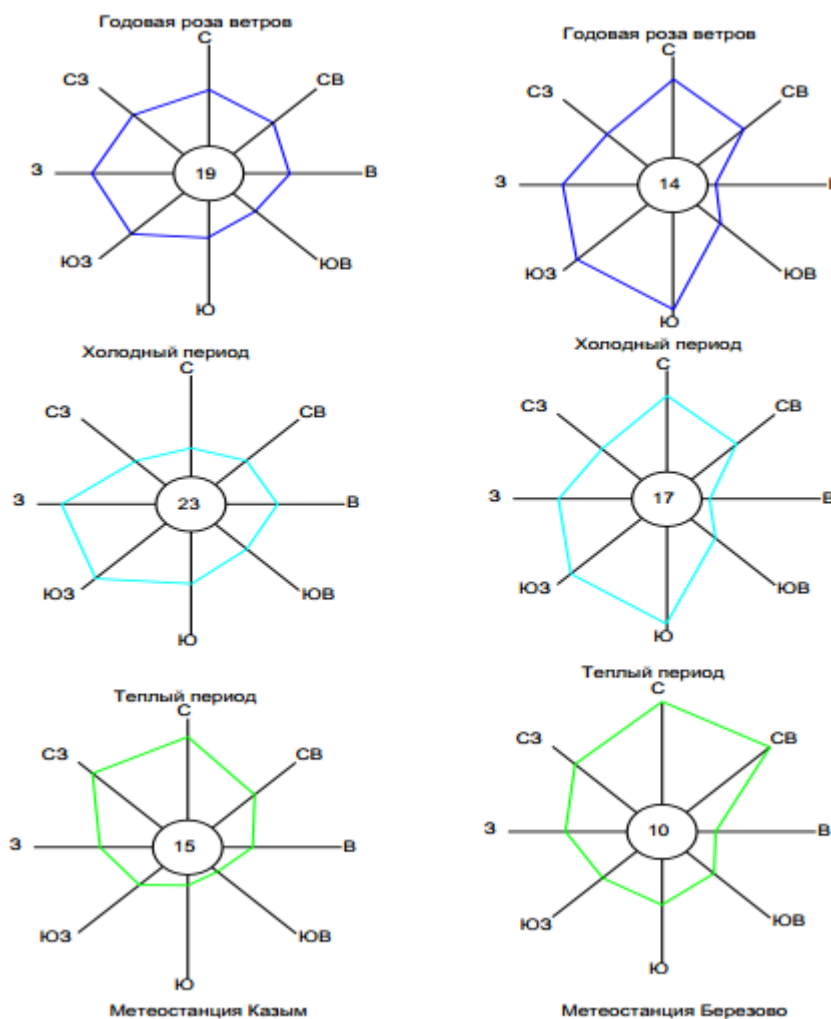 Годовая роза ветров
С
СЗ
СВ
З
19
В
ЮЗ
ЮВ
Ю
Годовая роза ветров
С
СЗ
СВ
З
14
ЮЗ
ЮВ
Ю
Холодный период
С
СЗ
СВ
З
23
В
ЮЗ
ЮВ
Ю
Холодный период
С
СЗ
СВ
З
17
В
ЮЗ
ЮВ
Ю
Теплый период
С
СЗ
СВ
З
15
В
ЮЗ
ЮВ
Ю
Теплый период
С
СЗ
СВ
З
10
В
ЮЗ
ЮВ
Ю
Метеостанция Казым
Метеостанция Березово